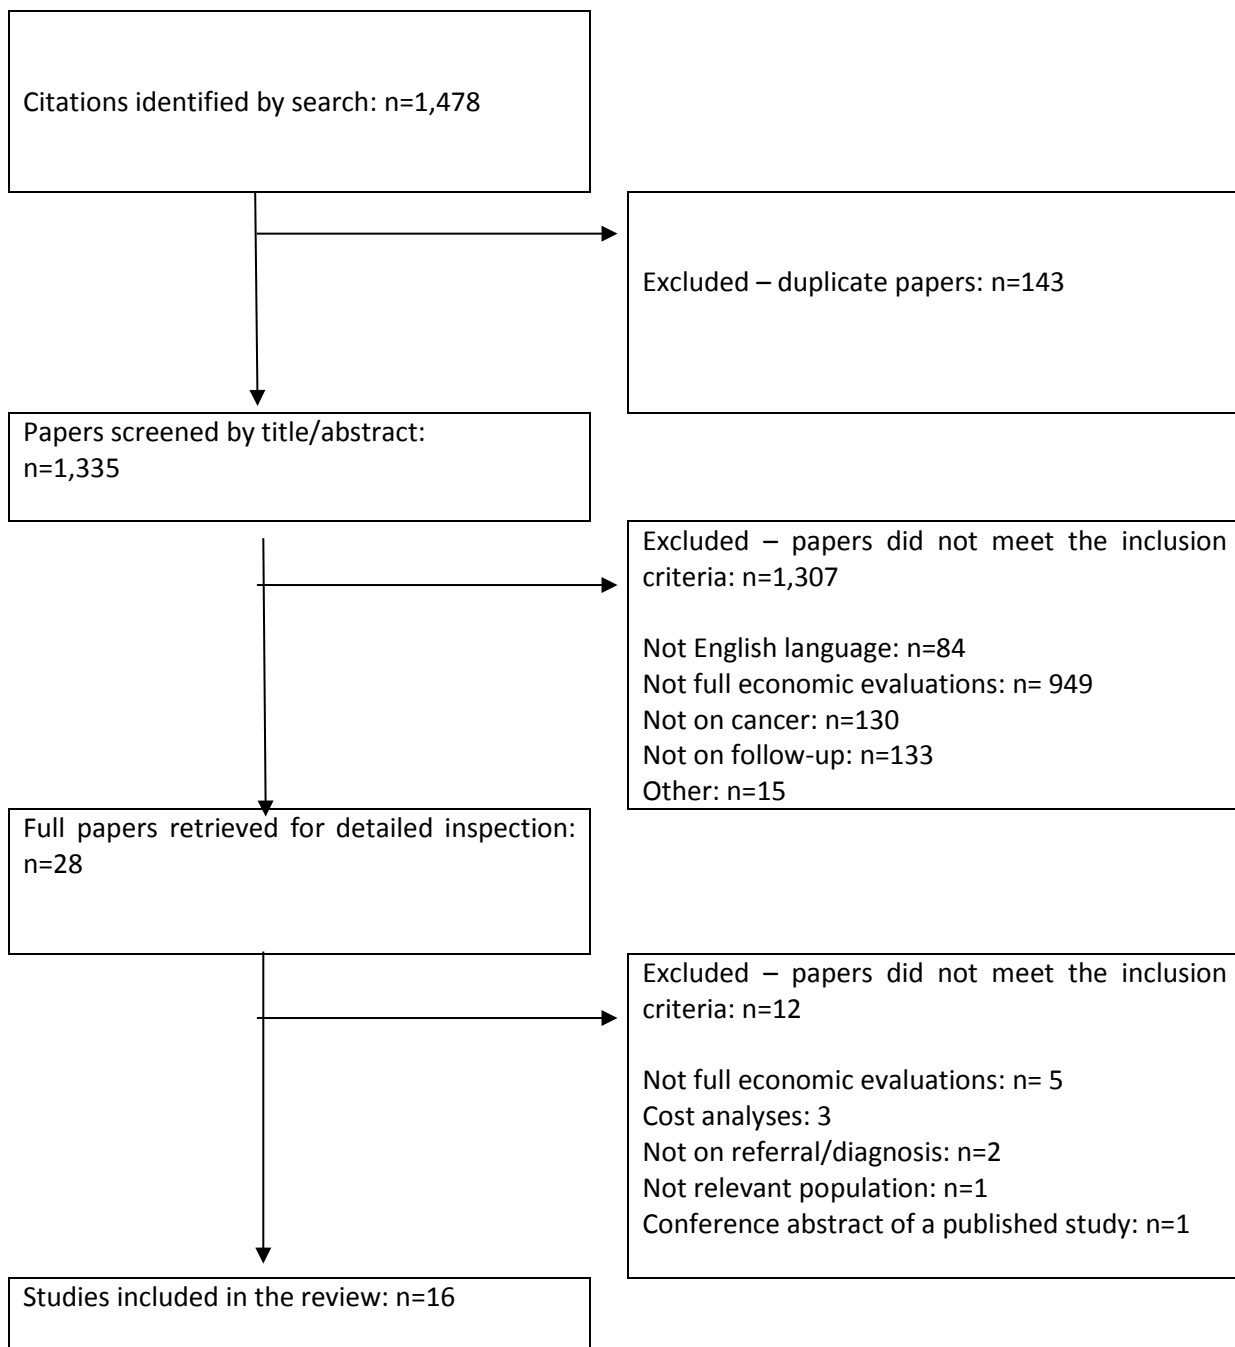 Citations identified by search: n=1,478
Excluded – duplicate papers: n=143
Papers screened by title/abstract:
n=1,335
Excluded – papers did not meet the inclusion
criteria: n=1,307
Not English language: n=84
Not full economic evaluations: n= 949
Not on cancer: n=130
Not on follow-up: n=133
Other: n=15
Full papers retrieved for detailed inspection:
n=28
Excluded – papers did not meet the inclusion
criteria: n=12
Not full economic evaluations: n= 5
Cost analyses: 3
Not on referral/diagnosis: n=2
Not relevant population: n=1
Conference abstract of a published study: n=1
Studies included in the review: n=16